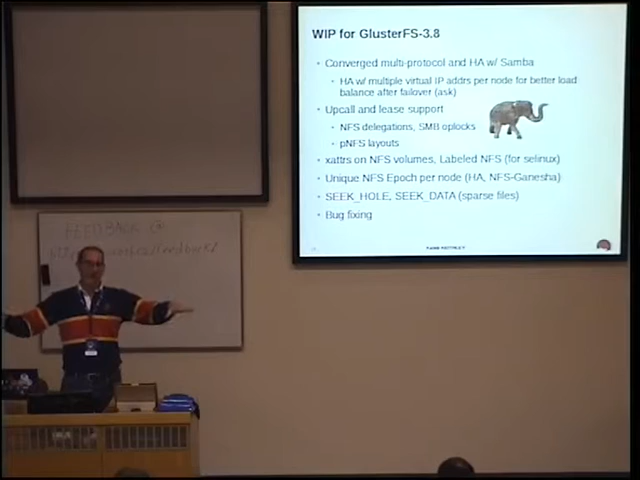 WIP for GlusterFS-3.8
Converged multi-protocol and HA w/ Samba
HA w/ multiple virtual IP addrs per node for better load
balance after failover (ask)
Upcall and lease support
NFS delegations, SMB oplocks
pNFS layouts
xattrs on NFS volumes, Labeled NFS (for selinux)
Unique NFS Epoch per node (HA, NFS-Ganesha)
SEEK_HOLE, SEEK_DATA (sparse files)
Bug fixing
FEEDBACK @